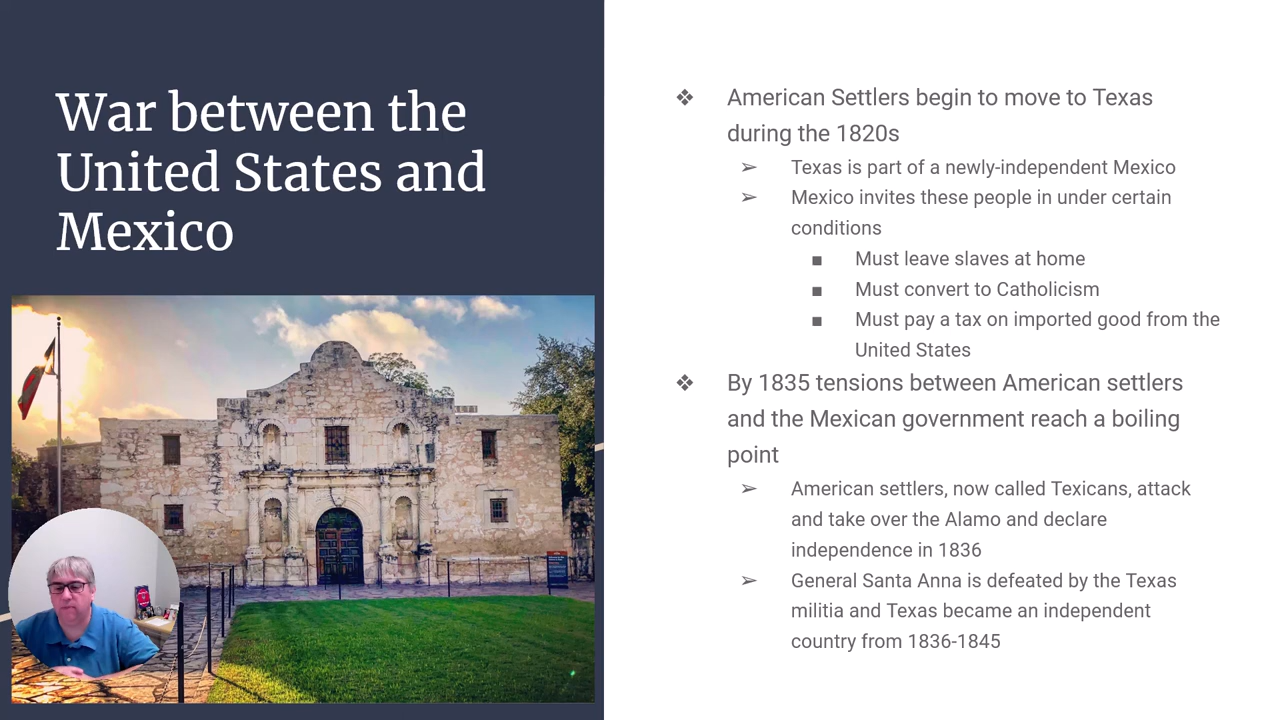 War between the
United States and
Mexico
❖ American Settlers begin to move to Texas
during the 1820s
➢ Texas is part of a newly-independent Mexico
➢ Mexico invites these people in under certain
conditions
■ Must leave slaves at home
■ Must convert to Catholicism
■ Must pay a tax on imported good from the
United States
❖ By 1835 tensions between American settlers
and the Mexican government reach a boiling
point
➢ American settlers, now called Texicans, attack
and take over the Alamo and declare
independence in 1836
➢ General Santa Anna is defeated by the Texas
militia and Texas became an independent
country from 1836-1845